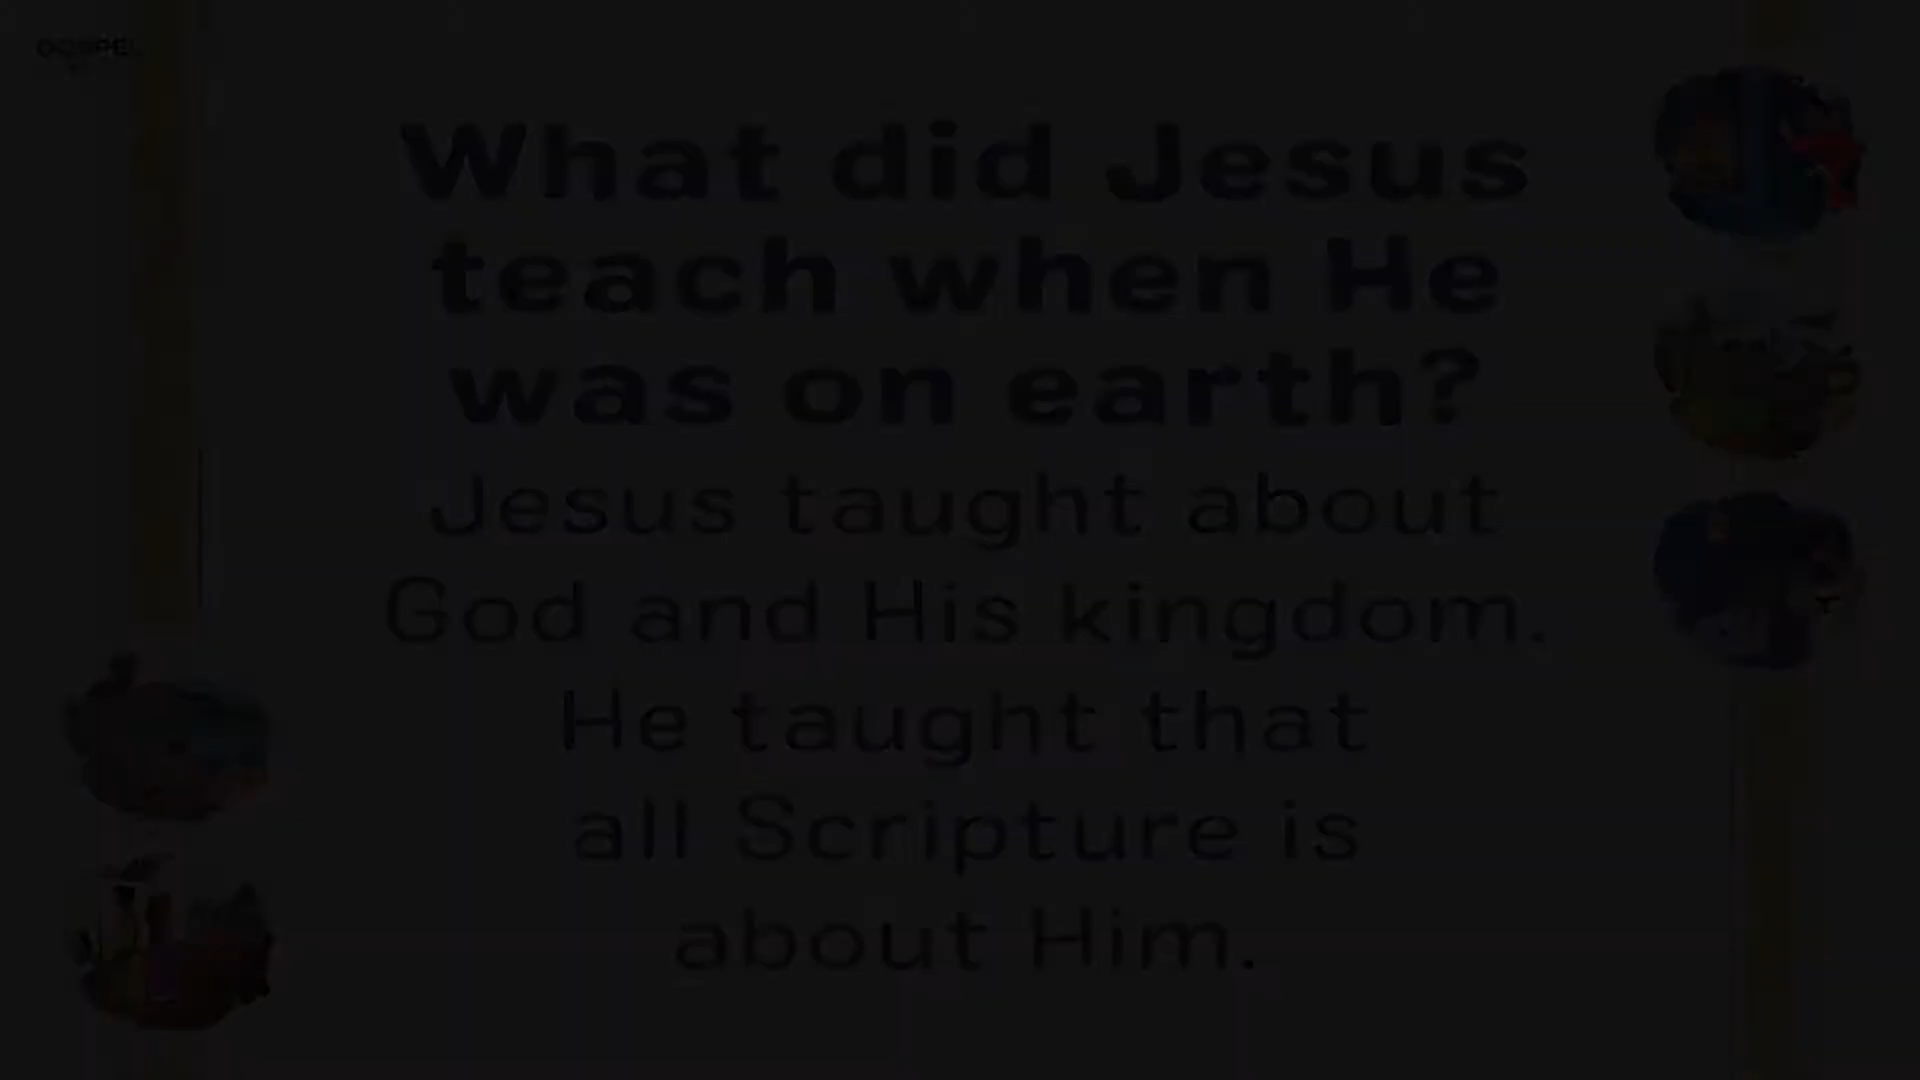 GOSPEL
What did Jesus
teach when He
was on earth?
Jesus taught about
God and His kingdom.
He taught that
all Scripture is
about Him.